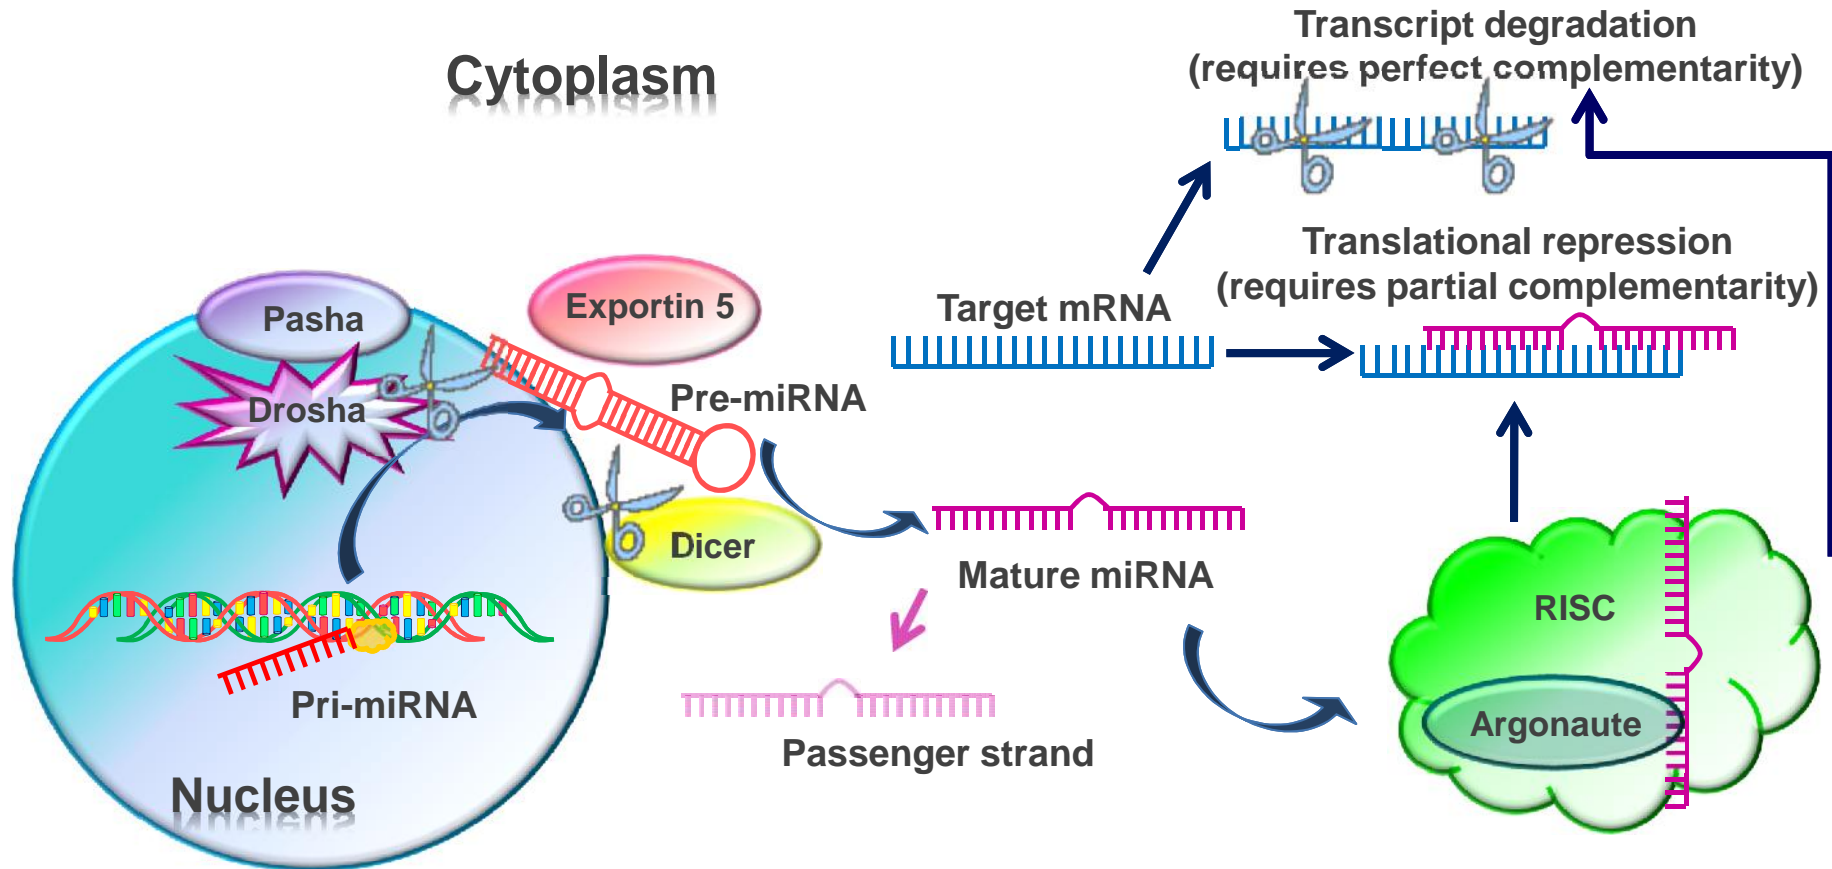 Cytoplasm
Transcript degradation
(requires perfect complementarity)
Translational repression
(requires partial complementarity)
Target mRNA
Exportin 5
Pasha
Drosha
Pre-miRNA
Dicer
Mature miRNA
RISC
Argonaute
Pri-miRNA
Passenger strand
Nucleus